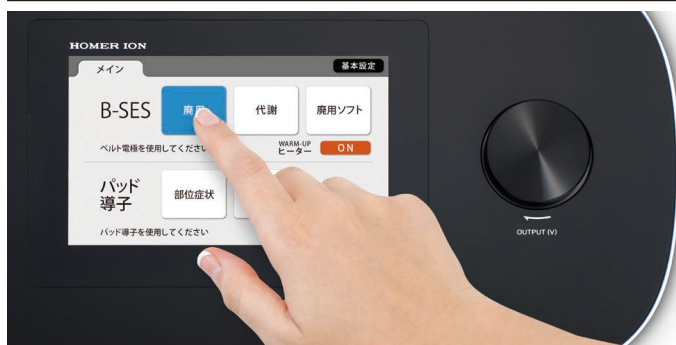 HOMER ION
メイン
基本設定
B-SES
代謝
廃用ソフト
ベルト電極を使用してください
WARM-UP
ヒーター
ON
パッド
導子
部位症状
パッド導子を使用してください
OUTPUT (V)